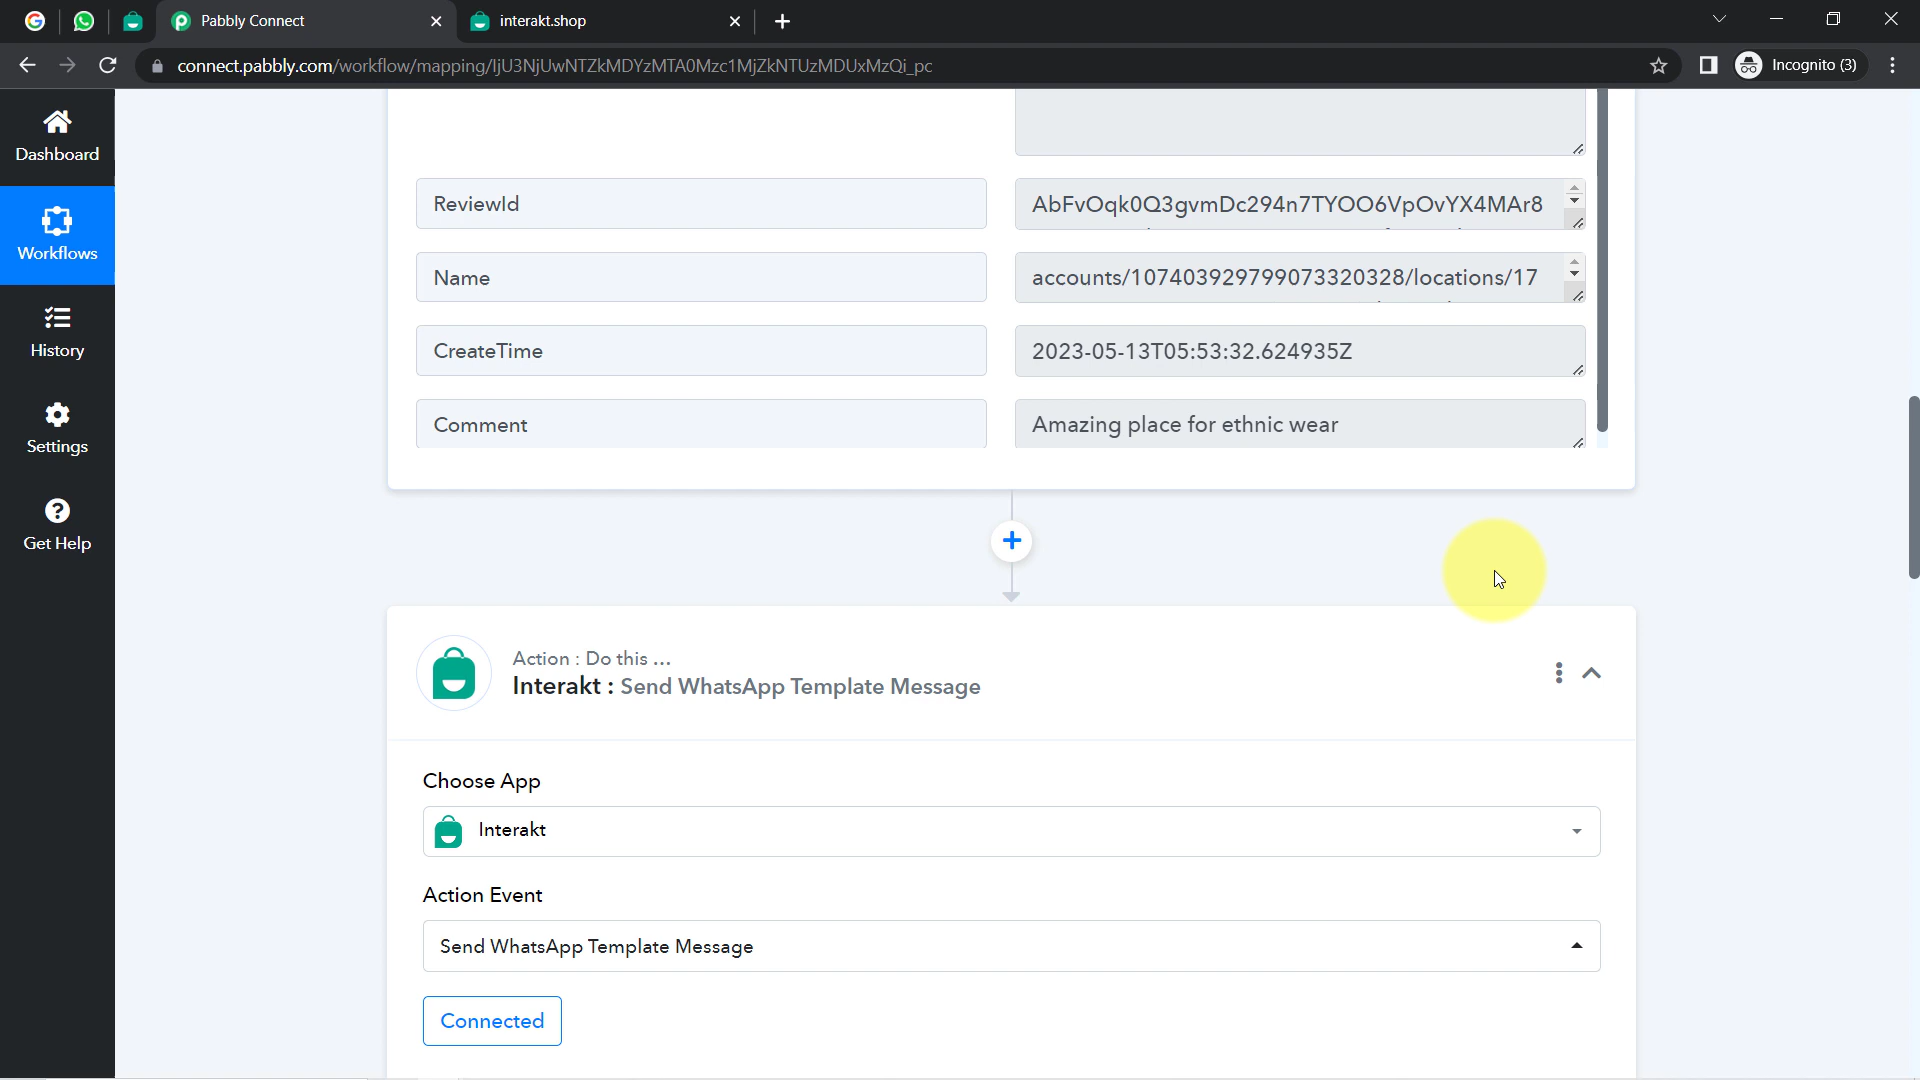 Pabbly Connect
interakt.shop
connect.pabbly.com/workflow/mapping/IjU3NjUwNTZkMDYzMTA0Mzc1MjZkNTUzMDUxMzQi_pc
Incognito (3)
Dashboard
Workflows
History
Settings
Get Help
ReviewId
AbFvOqk0Q3gvmDc294n7TYOO6VpOvYX4MAr8
Name
accounts/107403929799073320328/locations/17
CreateTime
2023-05-13T05:53:32.624935Z
Comment
Amazing place for ethnic wear
Action : Do this ...
Interakt : Send WhatsApp Template Message
Choose App
Interakt
Action Event
Send WhatsApp Template Message
Connected